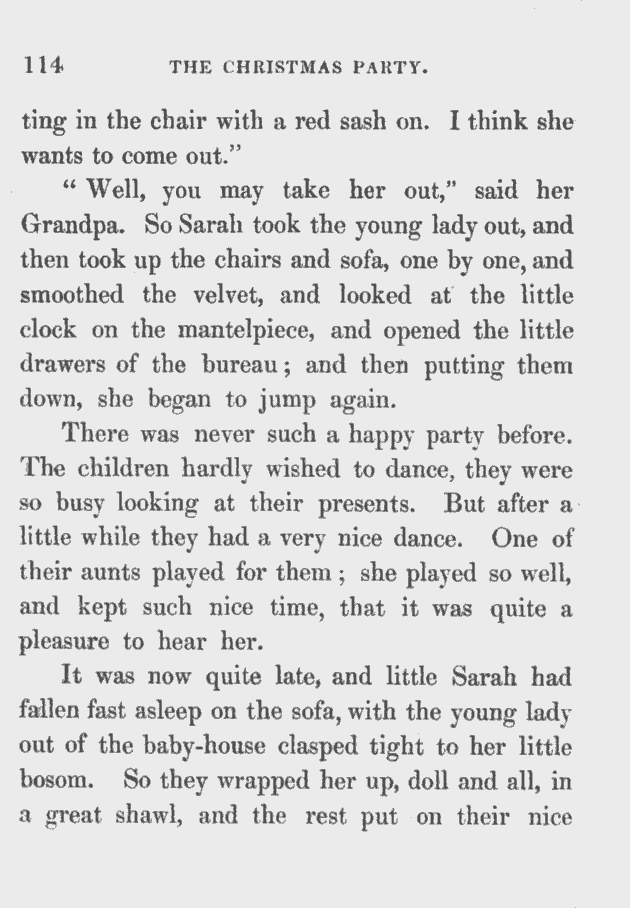 114 THE CHRISTMAS PARTY.
ting in the chair with a red sash on. I think she
wants to come out.”
“ Well, you may take her out,” said her
Grandpa. So Sarah took the young lady out, and
then took up the chairs and sofa, one by one, and
smoothed the velvet, and looked at the little
clock on the mantelpiece, and opened the little
drawers of the bureau ; and then putting them
down, she began to jump again.
There was never such a happy party before.
The children hardly wished to dance, they were
so busy looking at their presents. But after a
little while they had a very nice dance. One of
their aunts played for them ; she played so well,
and kept such nice time, that it was quite a
pleasure to hear her.
It was now quite late, and little Sarah had
fallen fast asleep on the sofa, with the young lady
out of the baby-house clasped tight to her little
bosom. So they wrapped her up, doll and all, in
a great shawl, and the rest put on their nice